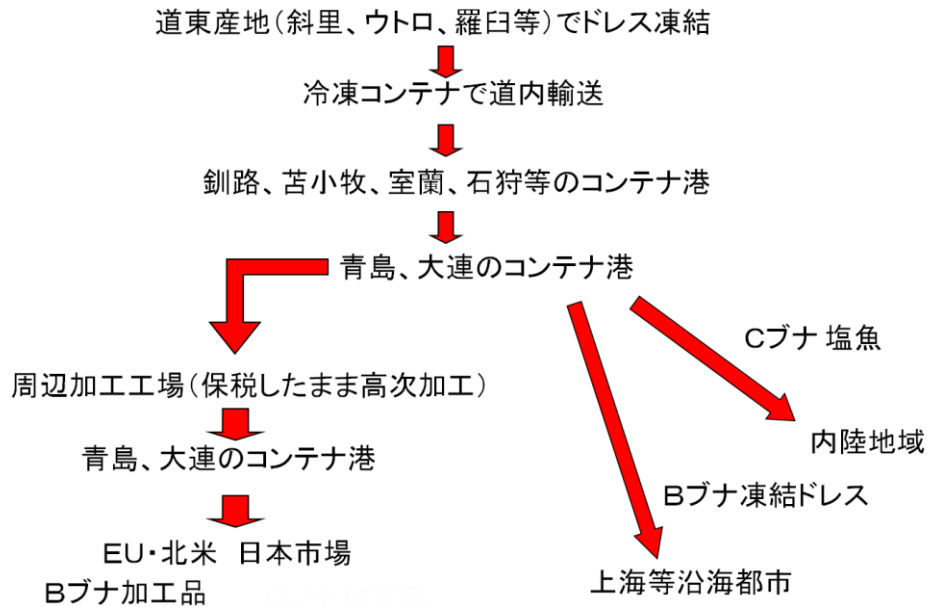 道東産地(斜里、ウトロ、羅臼等)でドレス凍結
冷凍コンテナで道内輸送
釧路、苫小牧、室蘭、石狩等のコンテナ港
青島、大連のコンテナ港
Cブナ 塩魚
周辺加工工場(保税したまま高次加工)
内陸地域
青島、大連のコンテナ港
Bブナ凍結ドレス
EU・北米 日本市場
Bブナ加工品
上海等沿海都市